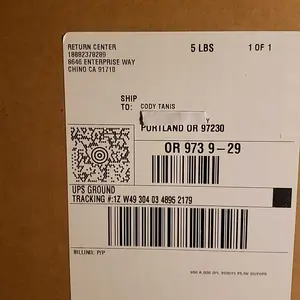 RETURN CENTER 5 LBS 1 OF 1
18882378289
8646 ENTERPRISE WAY
CHINO CA 91710
SHIP
TO: CODY TANIS
Y
PORTLAND OR 97230
OR 973 9-29
UPS GROUND
TRACKING #:1Z W49 304 03 4895 2179
BILLING: P/P